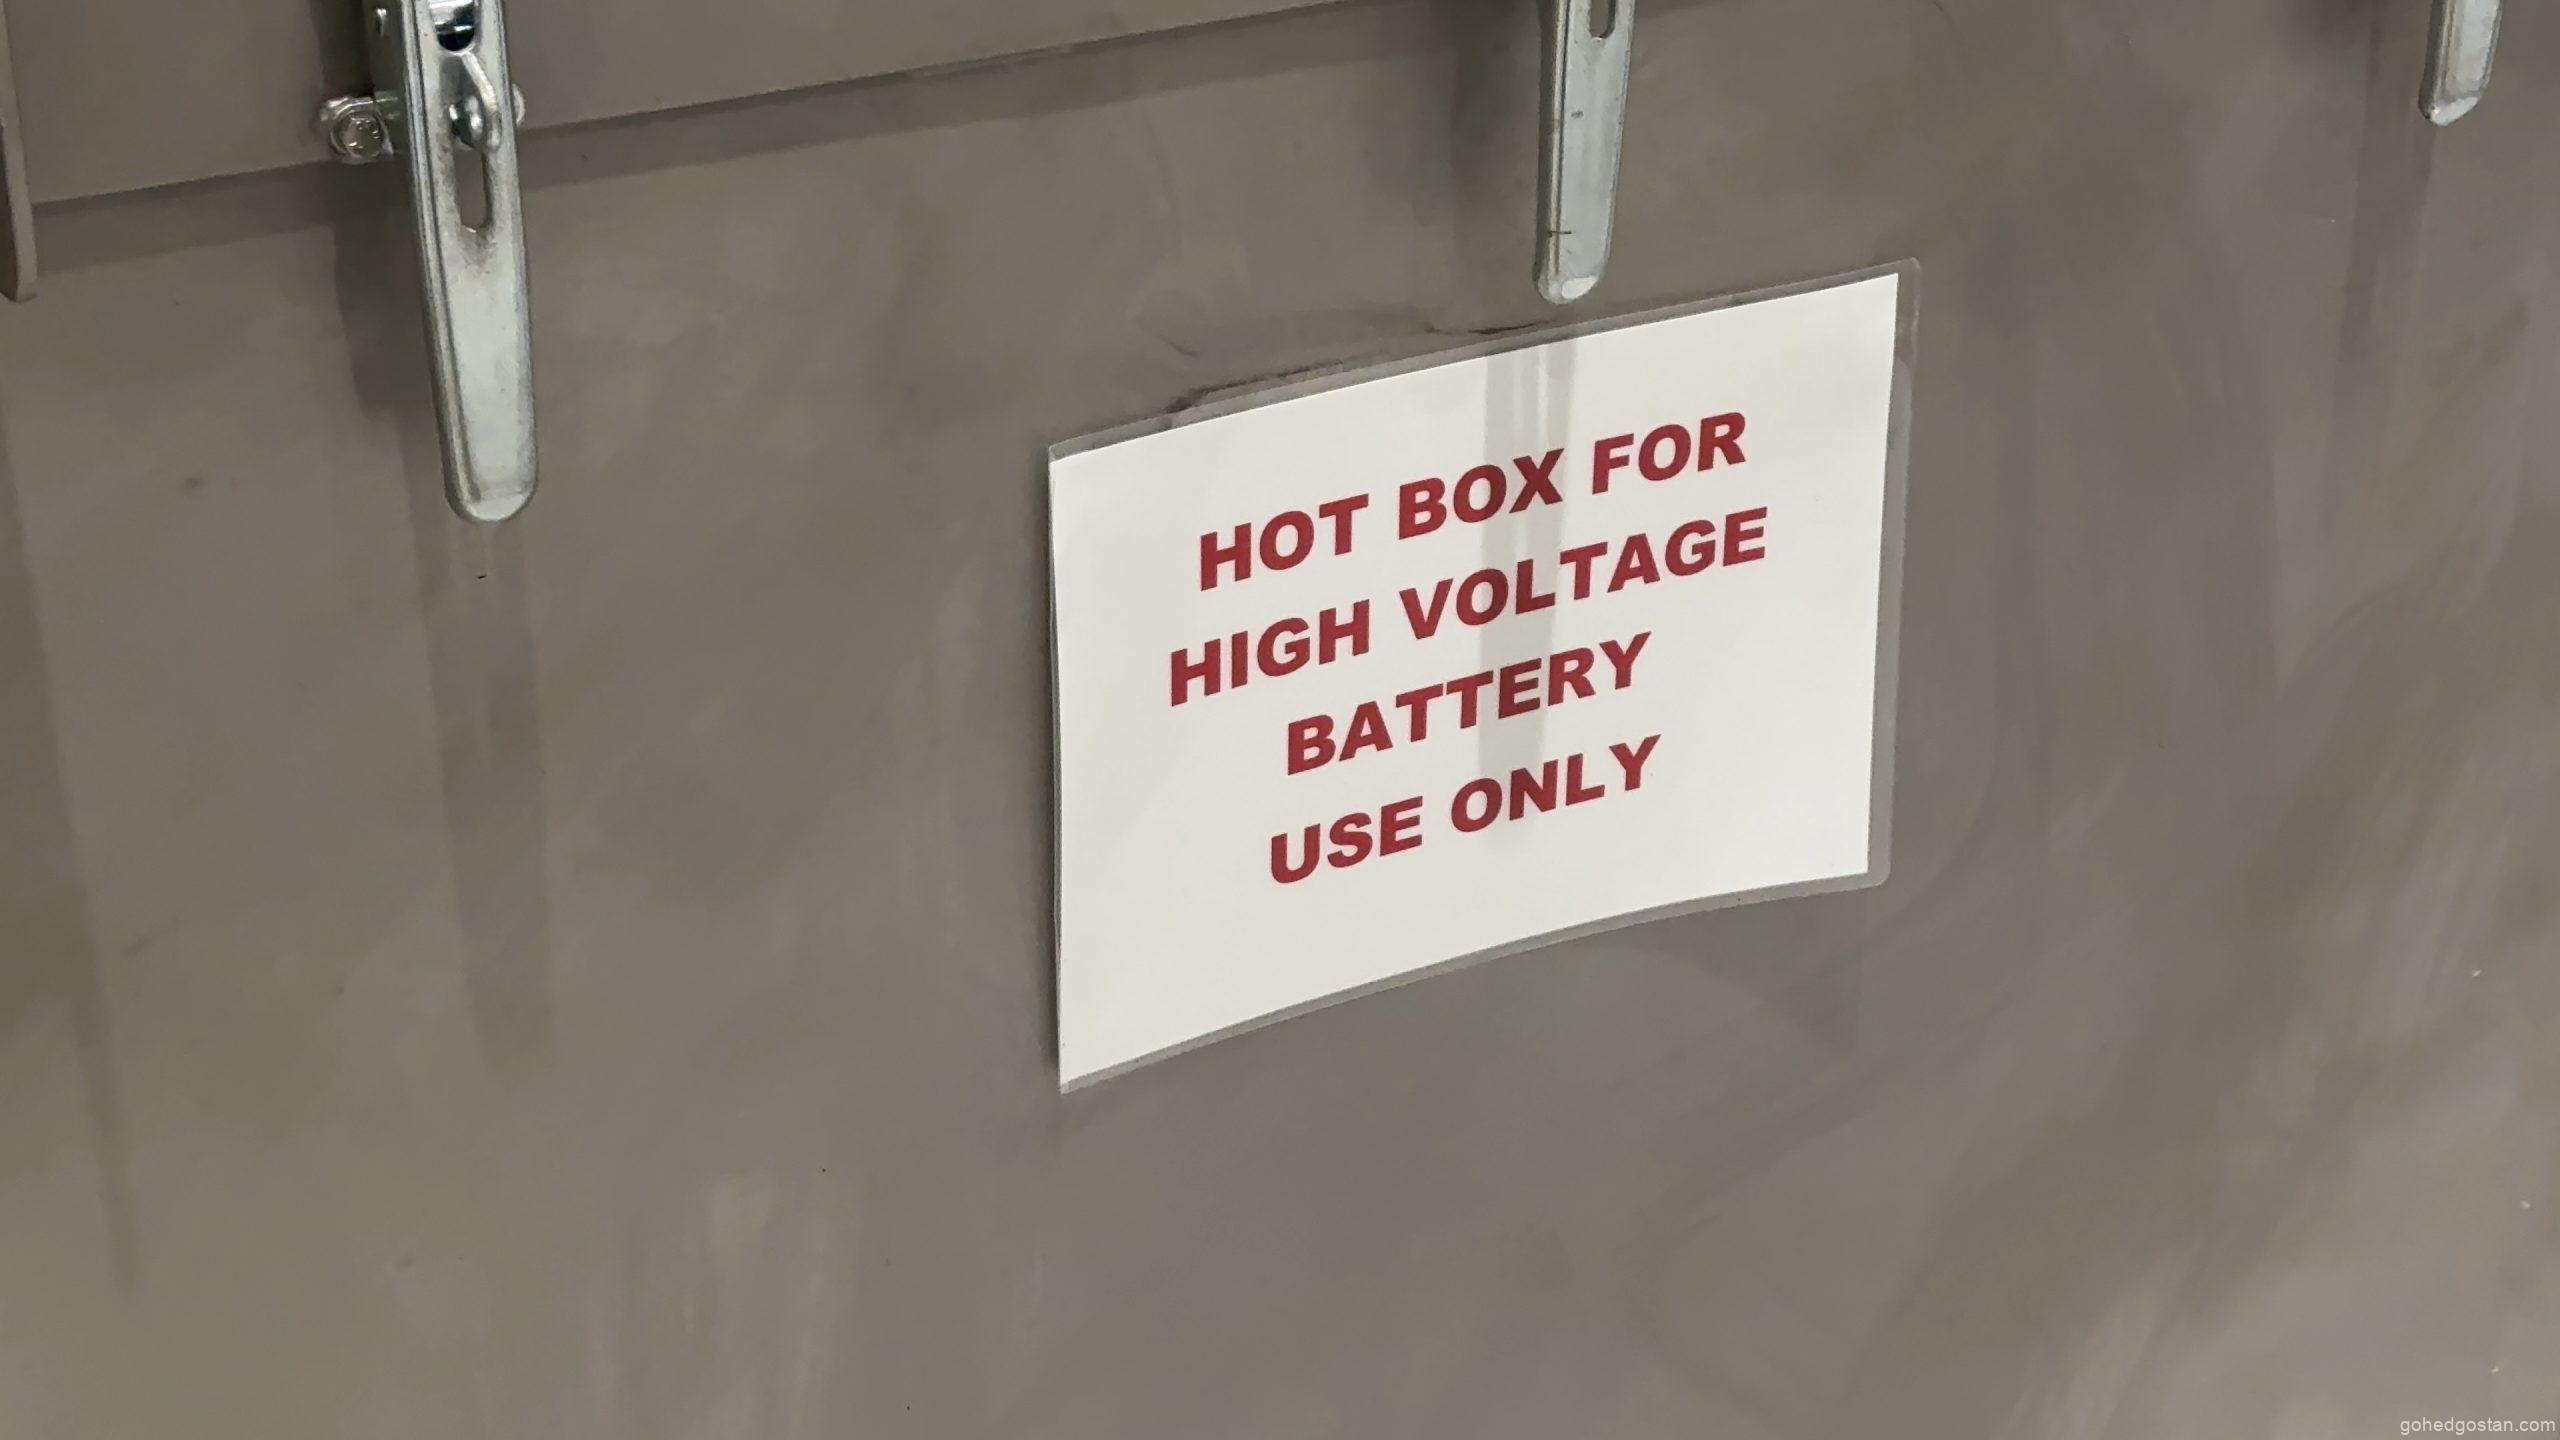 HOT BOX FOR
HIGH VOLTAGE
BATTERY
USE ONLY
gohedgostan.com